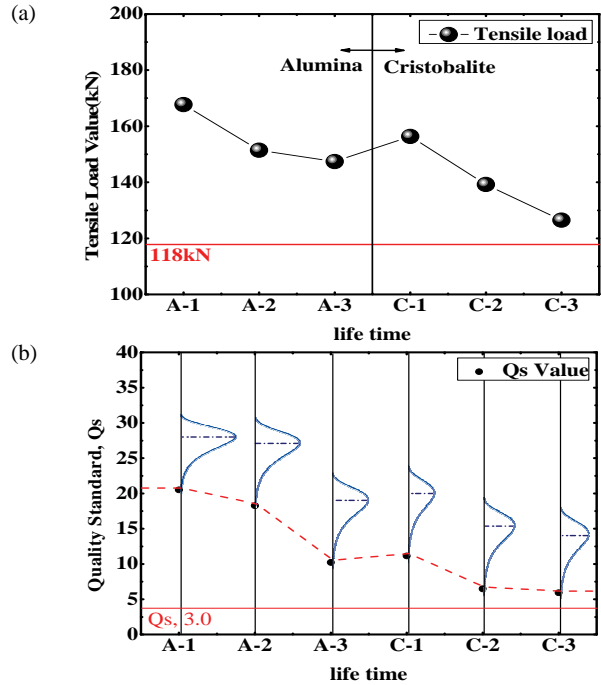 (a)
200
180
160
140
120
100
Tensile Load Value(kN)
Tensile load
Alumina
Cristobalite
118kN
A-1 A-2 A-3 C-1 C-2 C-3
life time
(b)
40
35
30
25
20
15
10
5
0
Quality Standard, Qs
Qs Value
Qs, 3.0
A-1 A-2 A-3 C-1 C-2 C-3
life time